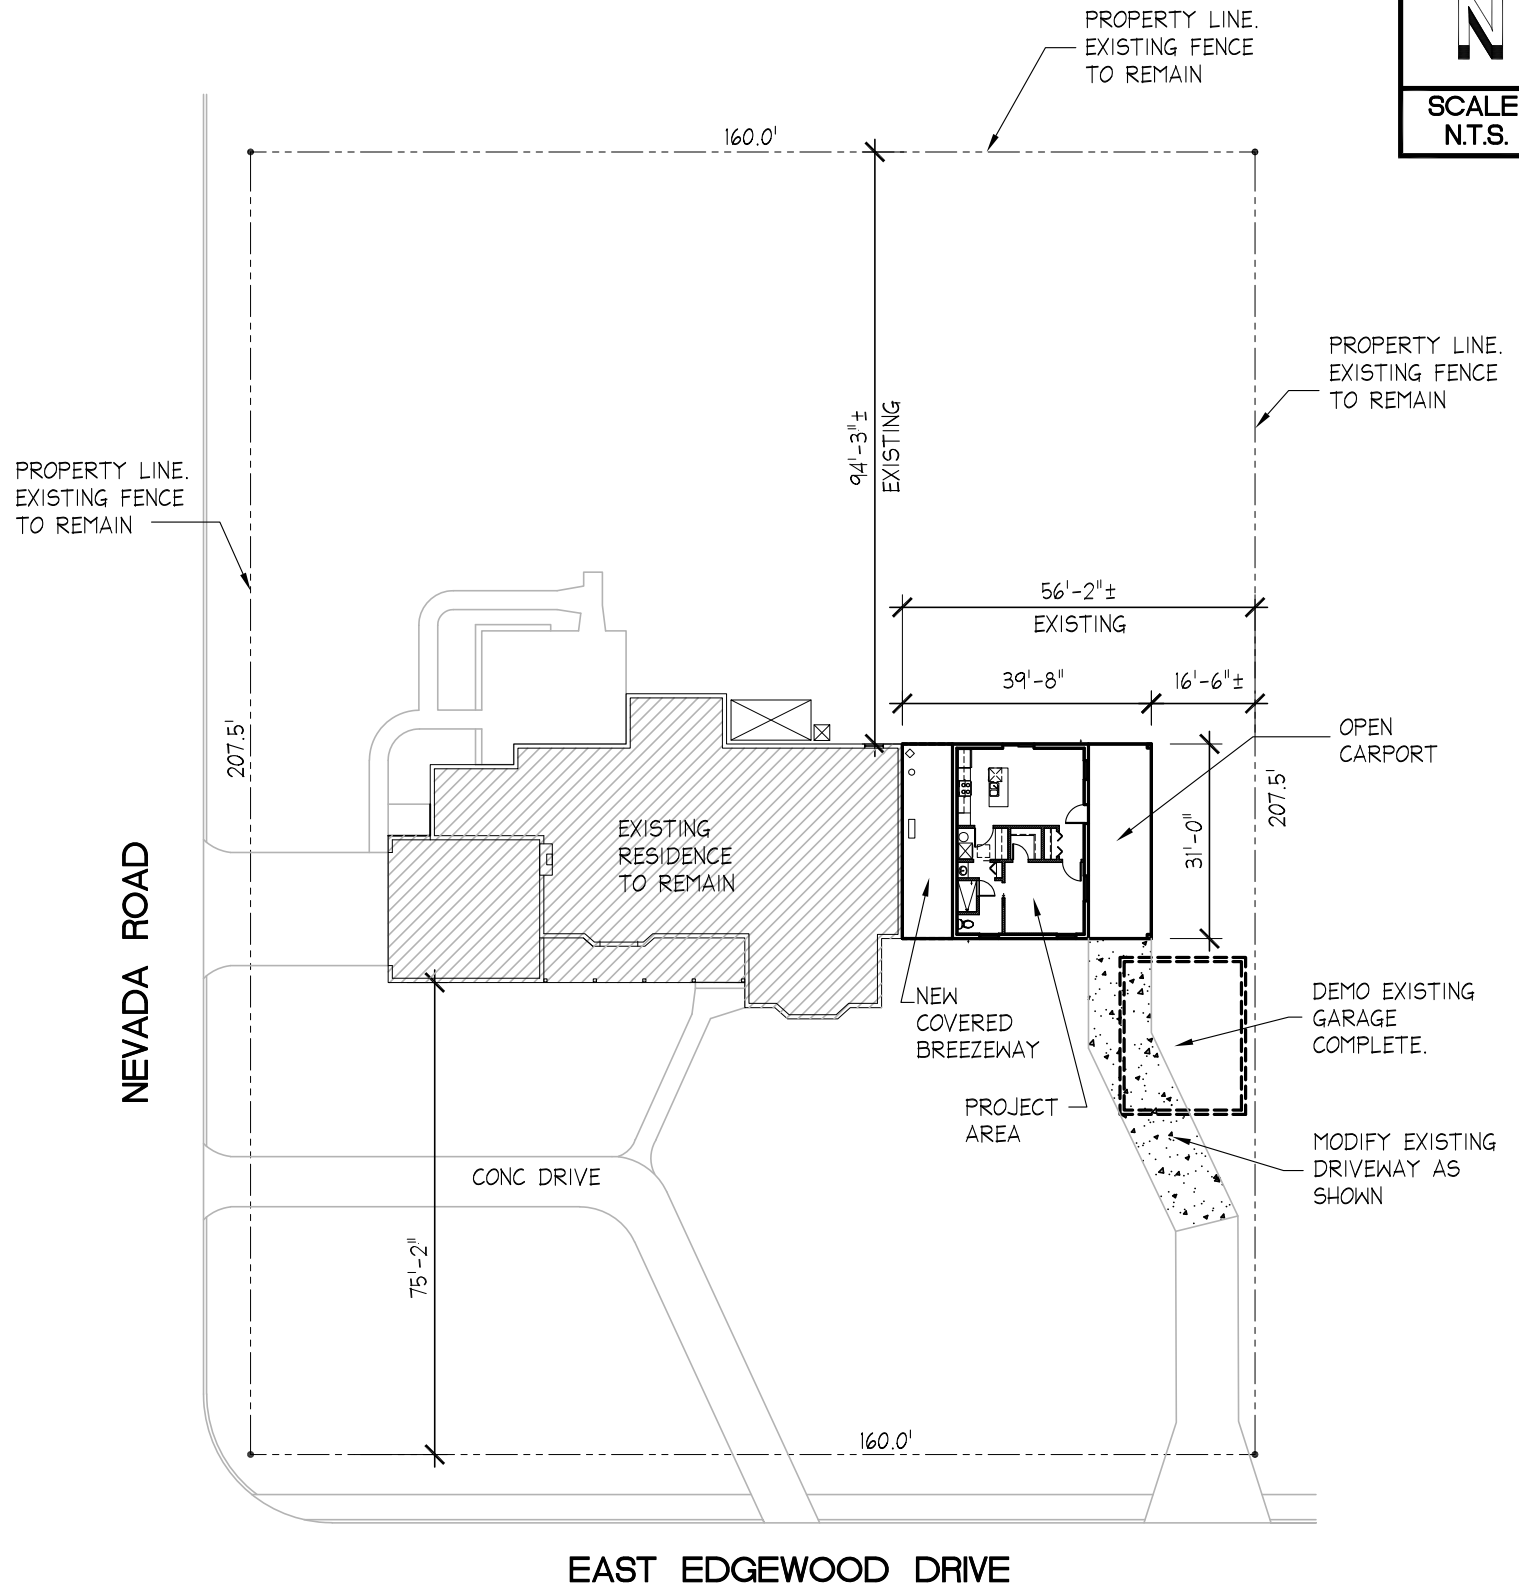 PROPERTY LINE.
EXISTING FENCE
TO REMAIN
N
SCALE
N.T.S.
160.0'
PROPERTY LINE.
EXISTING FENCE
TO REMAIN
94'-3"±
EXISTING
PROPERTY LINE.
EXISTING FENCE
TO REMAIN
56'-2"±
EXISTING
39'-8"
16'-6"±
207.5'
OPEN
CARPORT
207.5'
31'-0"
EXISTING
RESIDENCE
TO REMAIN
NEVADA ROAD
NEW
COVERED
BREEZEWAY
DEMO EXISTING
GARAGE
COMPLETE.
PROJECT
AREA
MODIFY EXISTING
DRIVEWAY AS
SHOWN
CONC DRIVE
75'-2"
160.0'
EAST EDGEWOOD DRIVE